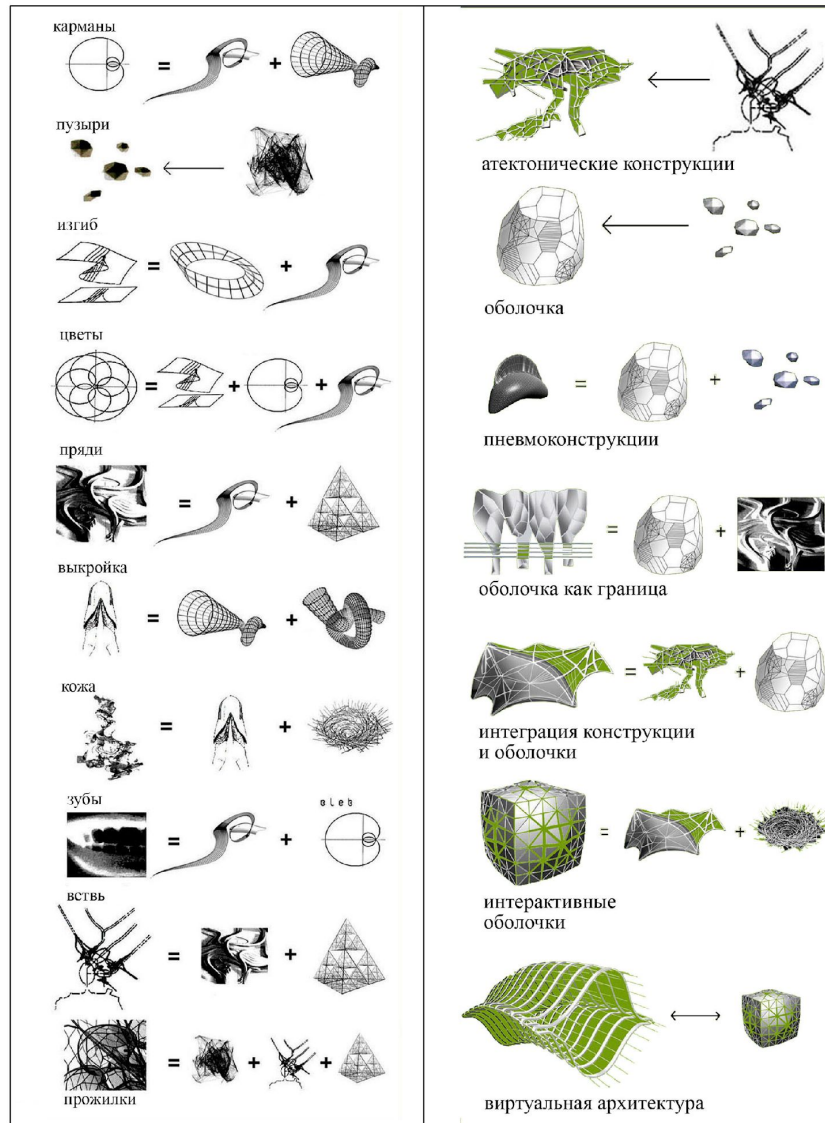 карманы
пузыри
изгиб
цветы
пряди
выкройка
кожа
зубы
вствь
прожилки
атектонические конструкции
оболочка
пневмоконструкции
оболочка как граница
интеграция конструкции
и оболочки
интерактивные
оболочки
виртуальная архитектура